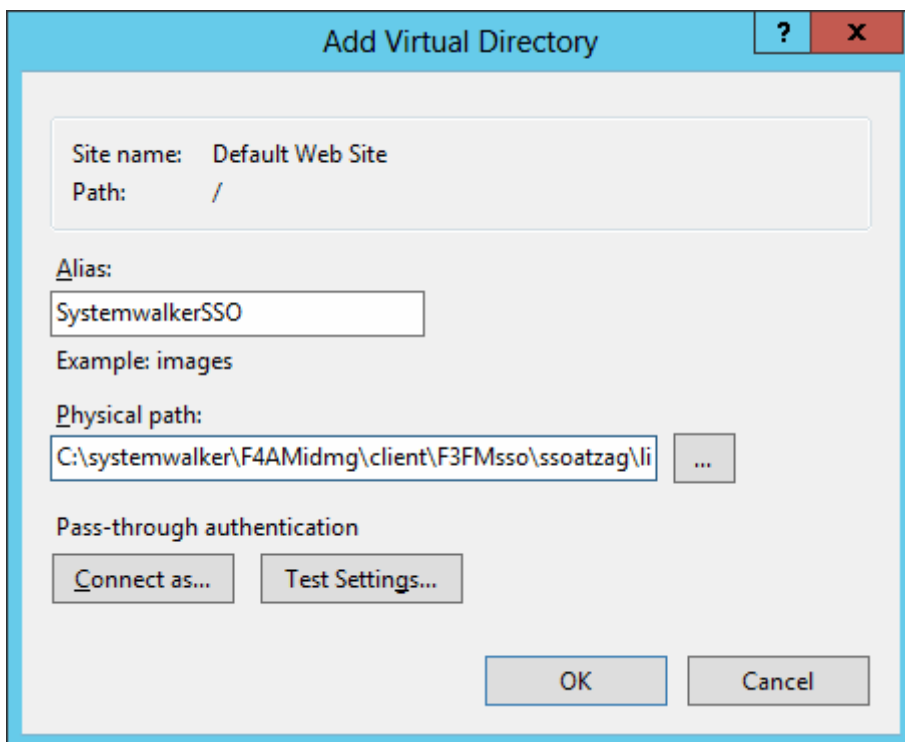 Add Virtual Directory
?
x
Site name: Default Web Site
Path: /
Alias:
SystemwalkerSSO
Example: images
Physical path:
C:\systemwalker\F4AMidmg\client\F3FMsso\ssoatzag\li
...
Pass-through authentication
Connect as...
Test Settings...
OK
Cancel